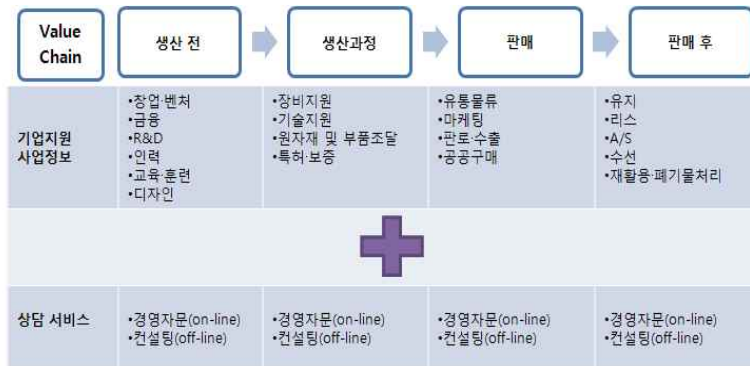 Value
Chain
생산 전
생산과정
판매
판매 후
기업지원
사업정보
•창업·벤처
•금융
•R&D
•인력
•교육·훈련
•디자인
•장비지원
•기술지원
•원자재 및 부품조달
•특허·보증
•유통물류
•마케팅
•판로·수출
•공공구매
•유지
•리스
•A/S
•수선
•재활용·폐기물처리
상담 서비스
•경영자문(on-line)
•컨설팅(off-line)
•경영자문(on-line)
•컨설팅(off-line)
•경영자문(on-line)
•컨설팅(off-line)
•경영자문(on-line)
•컨설팅(off-line)